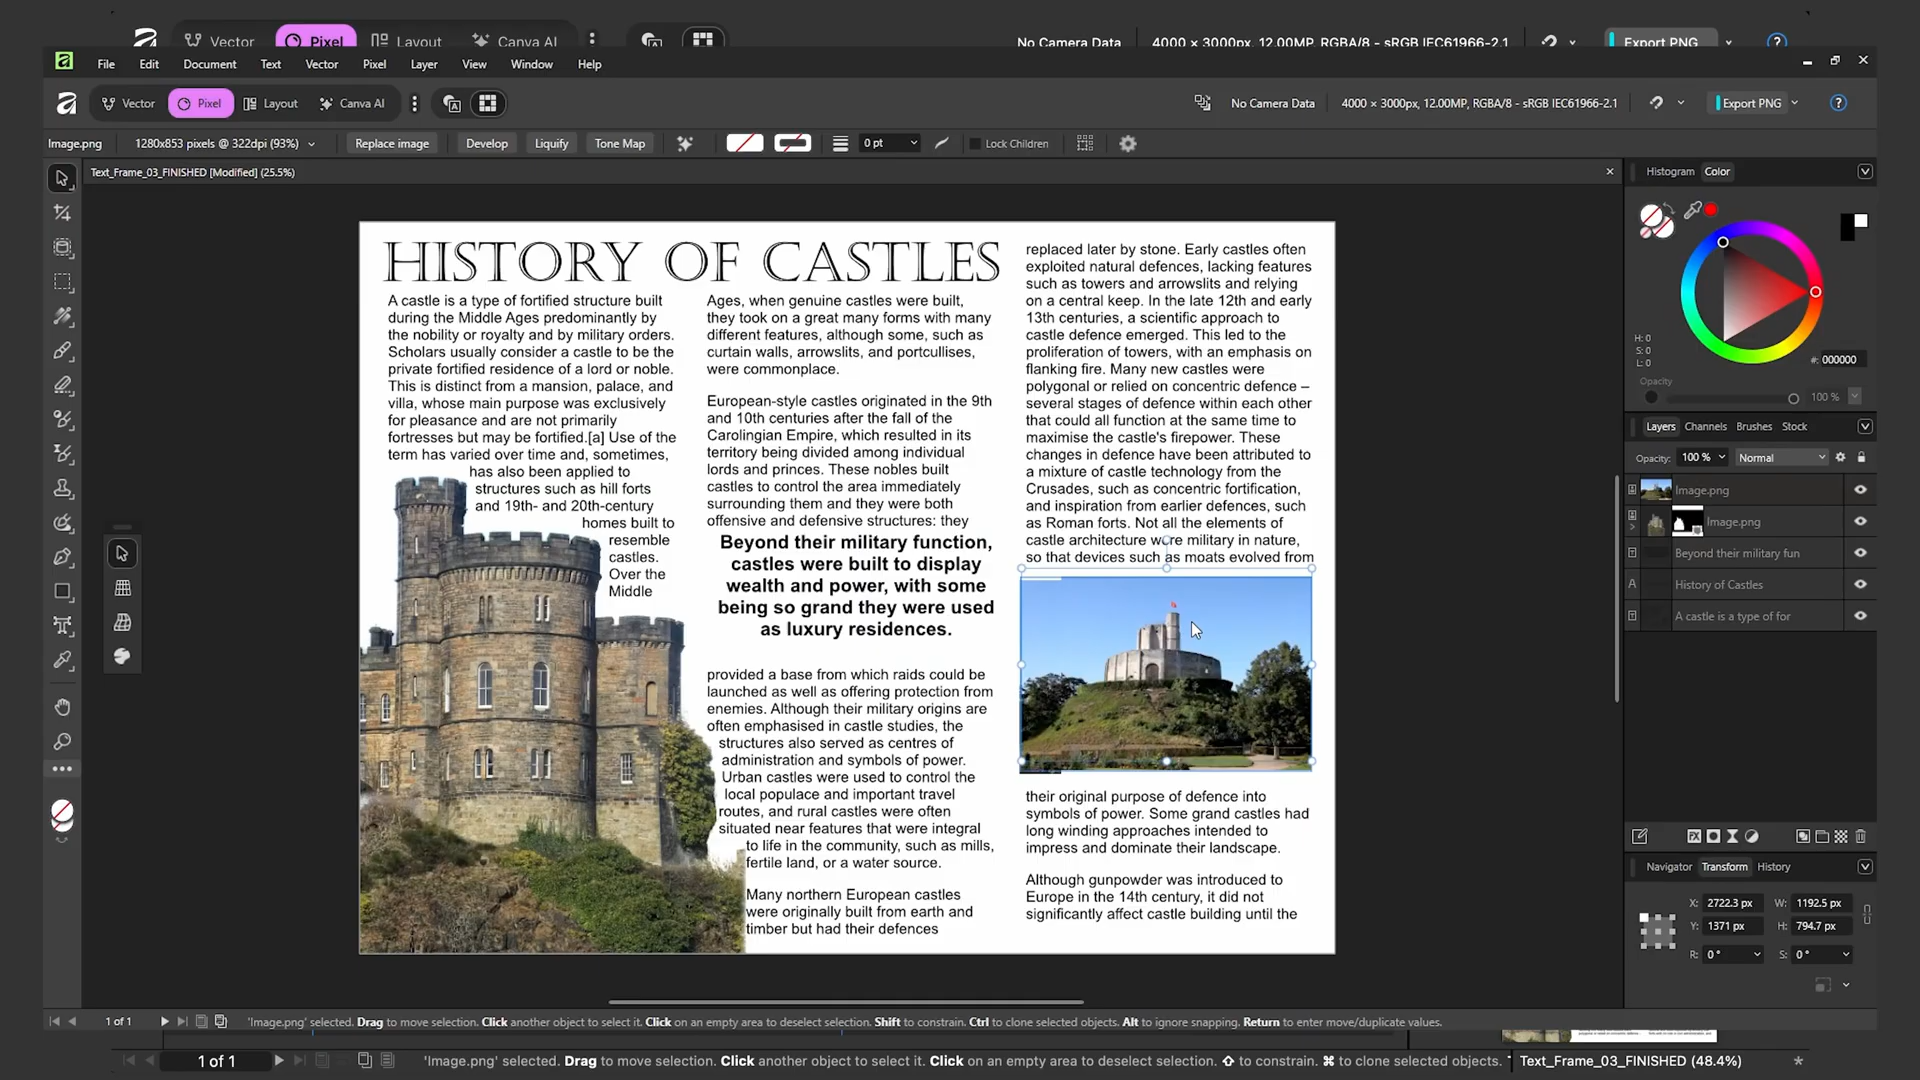 Vector Pixel Layout Canva AI
No Camera Data 4000 × 3000px, 12.00MP, RGBA/8 - sRGB IEC61966-2.1 Export PNG ?
File Edit Document Text Vector Pixel Layer View Window Help
Vector Pixel Layout Canva AI
No Camera Data 4000 × 3000px, 12.00MP, RGBA/8 - sRGB IEC61966-2.1 Export PNG ?
Image.png 1280x853 pixels @ 322dpi (93%) Replace image Develop Liquify Tone Map 0 pt Lock Children
Text_Frame_03_FINISHED [Modified] (25.5%)
HISTORY OF CASTLES
A castle is a type of fortified structure built
during the Middle Ages predominantly by
the nobility or royalty and by military orders.
Scholars usually consider a castle to be the
private fortified residence of a lord or noble.
This is distinct from a mansion, palace, and
villa, whose main purpose was exclusively
for pleasance and are not primarily
fortresses but may be fortified.[a] Use of the
term has varied over time and, sometimes,
has also been applied to
structures such as hill forts
and 19th- and 20th-century
homes built to
resemble
castles.
Over the
Middle
Ages, when genuine castles were built,
they took on a great many forms with many
different features, although some, such as
curtain walls, arrowslits, and portcullises,
were commonplace.
European-style castles originated in the 9th
and 10th centuries after the fall of the
Carolingian Empire, which resulted in its
territory being divided among individual
lords and princes. These nobles built
castles to control the area immediately
surrounding them and they were both
offensive and defensive structures: they
Beyond their military function,
castles were built to display
wealth and power, with some
being so grand they were used
as luxury residences.
provided a base from which raids could be
launched as well as offering protection from
enemies. Although their military origins are
often emphasised in castle studies, the
structures also served as centres of
administration and symbols of power.
Urban castles were used to control the
local populace and important travel
routes, and rural castles were often
situated near features that were integral
to life in the community, such as mills,
fertile land, or a water source.
Many northern European castles
were originally built from earth and
timber but had their defences
replaced later by stone. Early castles often
exploited natural defences, lacking features
such as towers and arrowslits and relying
on a central keep. In the late 12th and early
13th centuries, a scientific approach to
castle defence emerged. This led to the
proliferation of towers, with an emphasis on
flanking fire. Many new castles were
polygonal or relied on concentric defence –
several stages of defence within each other
that could all function at the same time to
maximise the castle's firepower. These
changes in defence have been attributed to
a mixture of castle technology from the
Crusades, such as concentric fortification,
and inspiration from earlier defences, such
as Roman forts. Not all the elements of
castle architecture were military in nature,
so that devices such as moats evolved from
their original purpose of defence into
symbols of power. Some grand castles had
long winding approaches intended to
impress and dominate their landscape.
Although gunpowder was introduced to
Europe in the 14th century, it did not
significantly affect castle building until the
Histogram Color
H: 0
S: 0
L: 0
#: 000000
Opacity
100 %
Layers Channels Brushes Stock
Opacity: 100 % Normal
Image.png
Image.png
Beyond their military fun
A History of Castles
A castle is a type of for
Navigator Transform History
X: 2722.3 px W: 1192.5 px
Y: 1371 px H: 794.7 px
R: 0 ° S: 0 °
1 of 1 'Image.png' selected. Drag to move selection. Click another object to select it. Click on an empty area to deselect selection. Shift to constrain. Ctrl to clone selected objects. Alt to ignore snapping. Return to enter move/duplicate values.
1 of 1 'Image.png' selected. Drag to move selection. Click another object to select it. Click on an empty area to deselect selection. ⇧ to constrain. ⌘ to clone selected objects. Text_Frame_03_FINISHED (48.4%)